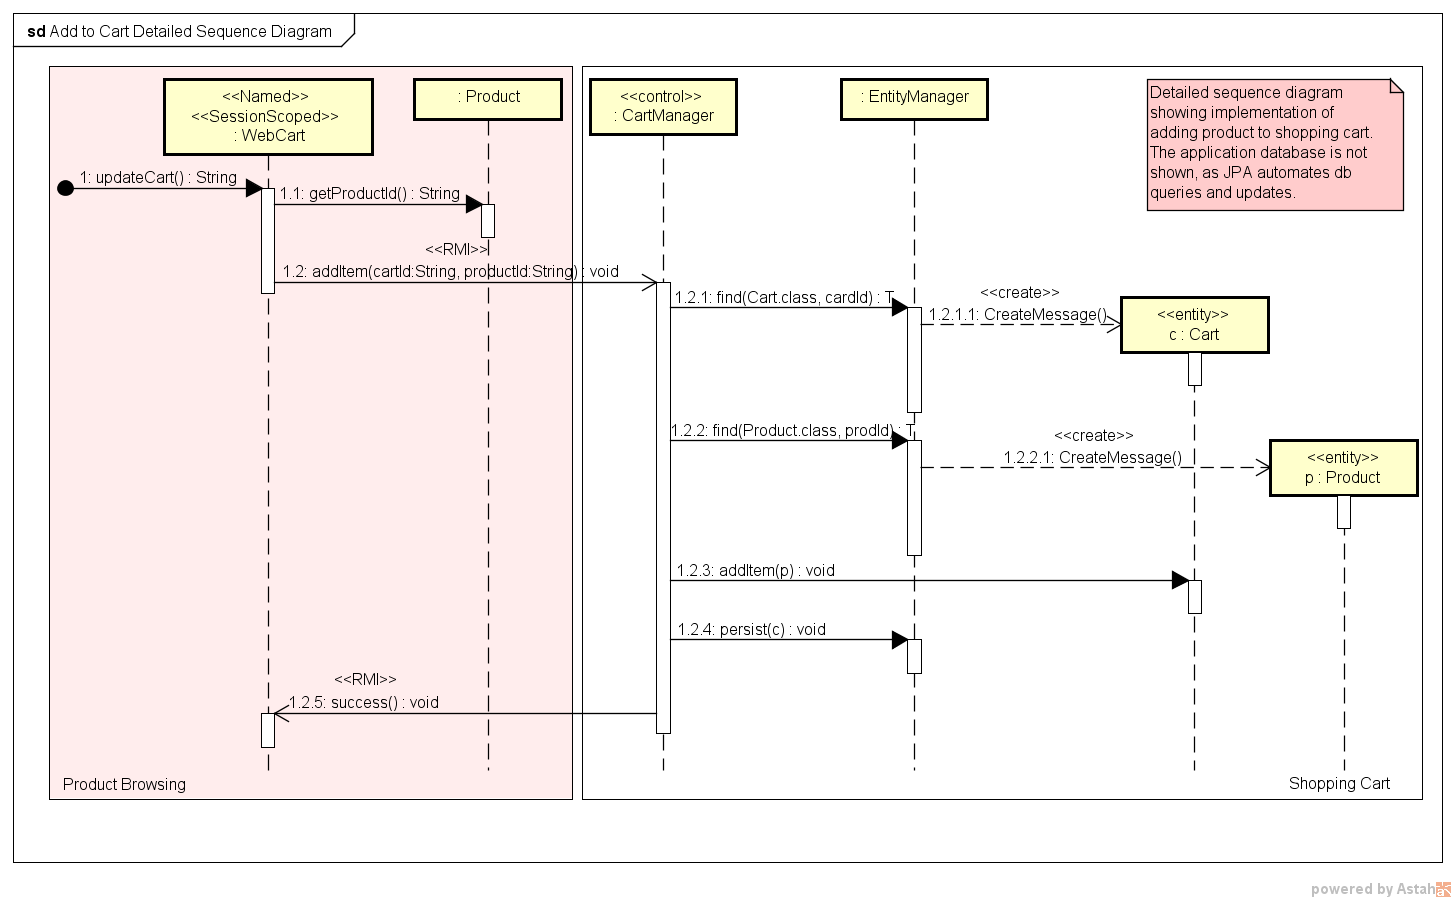 sd Add to Cart Detailed Sequence Diagram
<<Named>>
<<SessionScoped>>
: WebCart
: Product
<<control>>
: CartManager
: EntityManager
Detailed sequence diagram
showing implementation of
adding product to shopping cart.
The application database is not
shown, as JPA automates db
queries and updates.
1: updateCart() : String
1.1: getProductId() : String
<<RMI>>
1.2: addItem(cartId:String, productId:String) : void
1.2.1: find(Cart.class, cardId) : T
<<create>>
1.2.1.1: CreateMessage()
<<entity>>
c : Cart
1.2.2: find(Product.class, prodId) : T
<<create>>
1.2.2.1: CreateMessage()
<<entity>>
p : Product
1.2.3: addItem(p) : void
1.2.4: persist(c) : void
<<RMI>>
1.2.5: success() : void
Product Browsing
Shopping Cart
powered by Astah